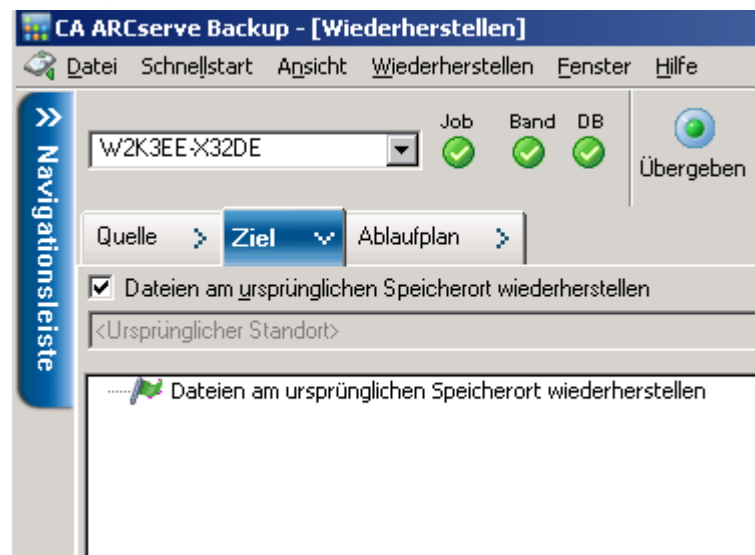 CA ARCserve Backup - [Wiederherstellen]
Datei Schnellstart Ansicht Wiederherstellen Fenster Hilfe
Navigationsleiste
W2K3EE-X32DE
Job Band DB
Übergeben
Quelle Ziel Ablaufplan
Dateien am ursprünglichen Speicherort wiederherstellen
<Ursprünglicher Standort>
Dateien am ursprünglichen Speicherort wiederherstellen